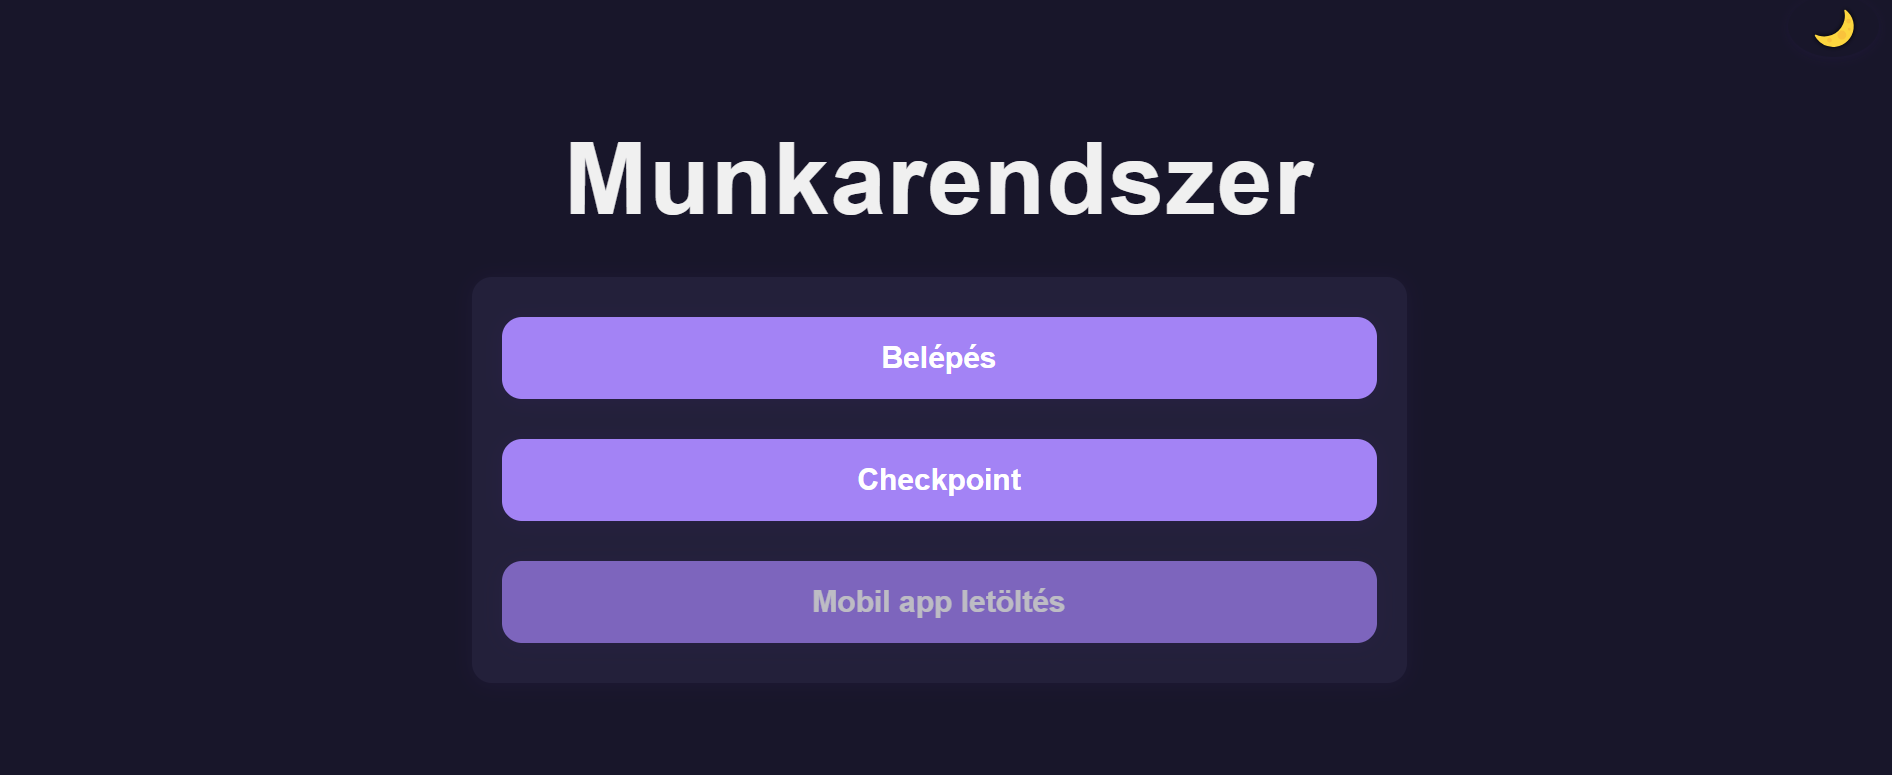 Munkarendszer
Belépés
Checkpoint
Mobil app letöltés